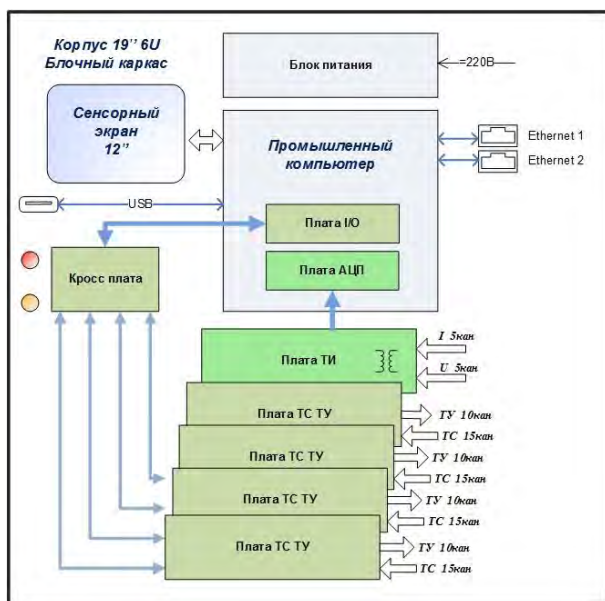 Корпус 19’’ 6U
Блочный каркас
Блок питания
=220В
Сенсорный
экран
12’’
Промышленный
компьютер
Ethernet 1
Ethernet 2
USB
Плата I/O
Плата АЦП
Кросс плата
Плата ТИ
I 5кан
U 5кан
Плата ТС ТУ
ТУ 10кан
ТС 15кан
Плата ТС ТУ
ТУ 10кан
ТС 15кан
Плата ТС ТУ
ТУ 10кан
ТС 15кан
Плата ТС ТУ
ТУ 10кан
ТС 15кан